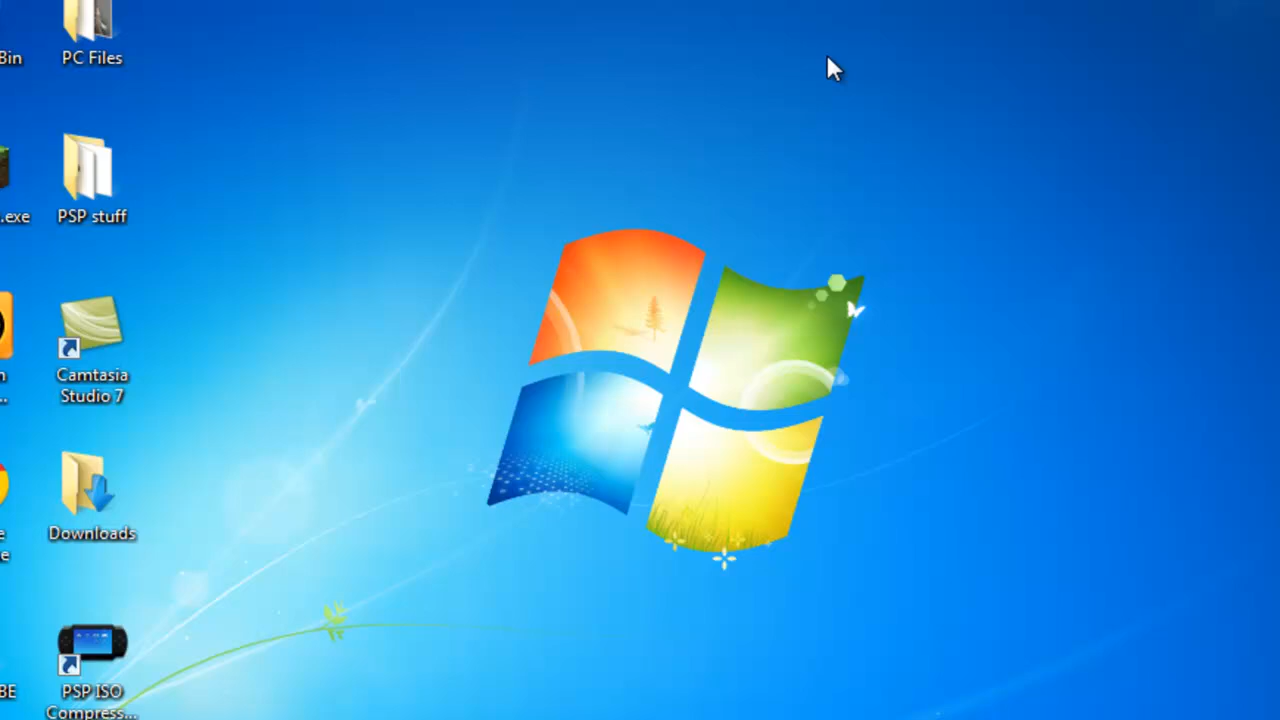 Bin
PC Files
.exe
PSP stuff
Camtasia
Studio 7
Downloads
BE
PSP ISO
Compress...